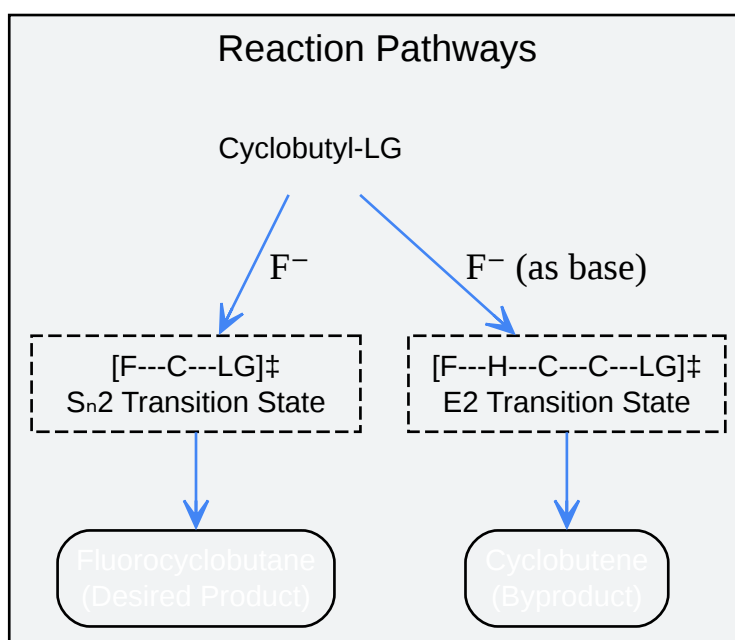 Reaction Pathways
Cyclobutyl-LG
F⁻
F⁻ (as base)
[F---C---LG]‡
Sₙ2 Transition State
[F---H---C---C---LG]‡
E2 Transition State
Fluorocyclobutane
(Desired Product)
Cyclobutene
(Byproduct)